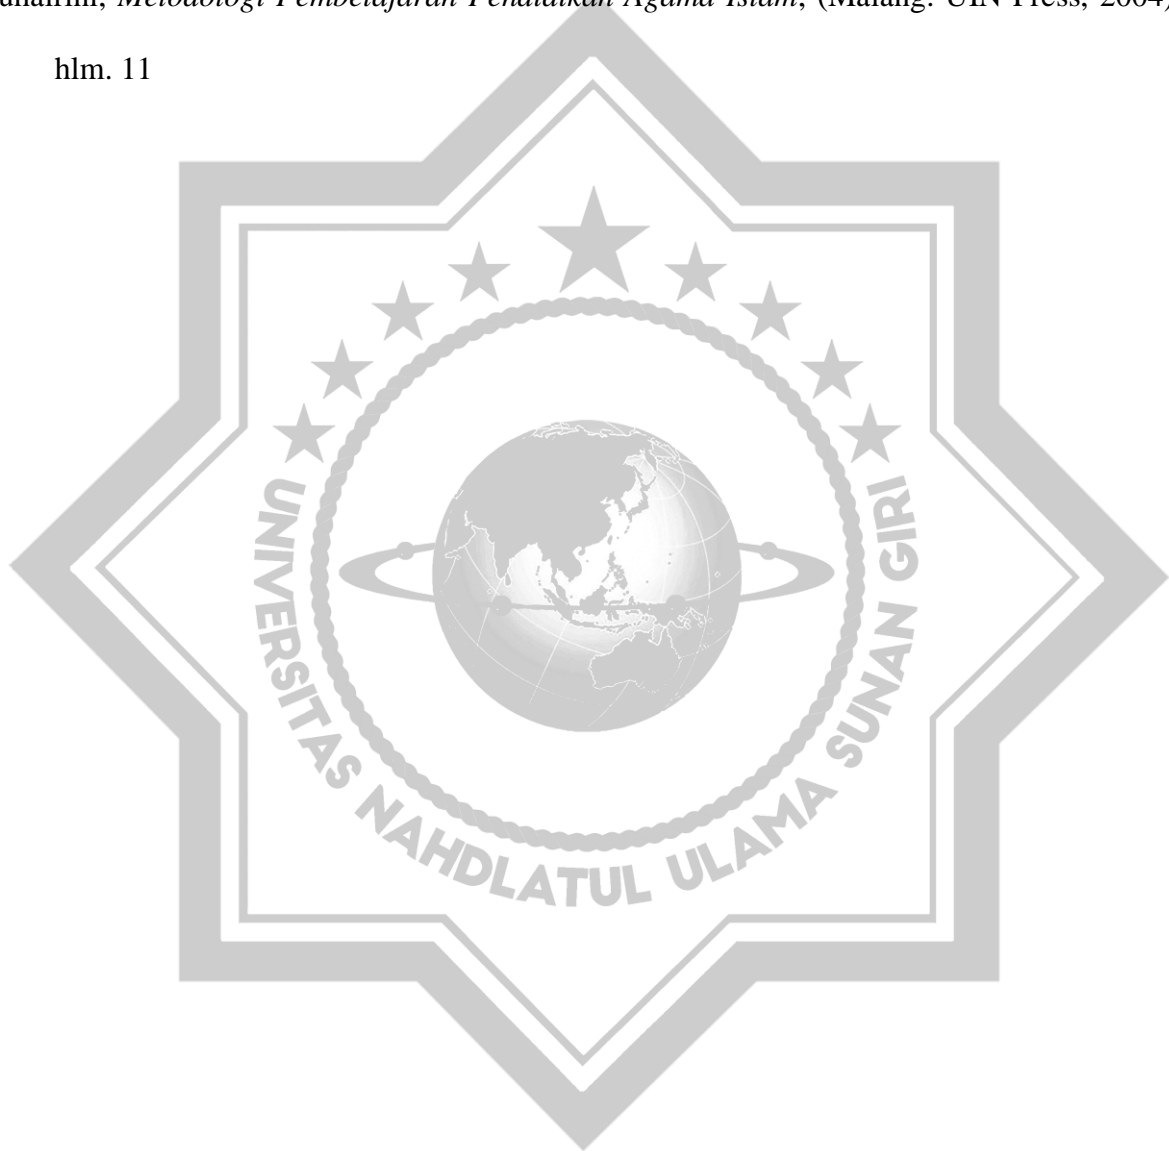 Metodologi Pembelajaran Pendidikan Agama Islam, (Malang: UIN Press, 2004)
hlm. 11
UNIVERSITAS NAHDLATUL ULAMA SUNAN GIRI